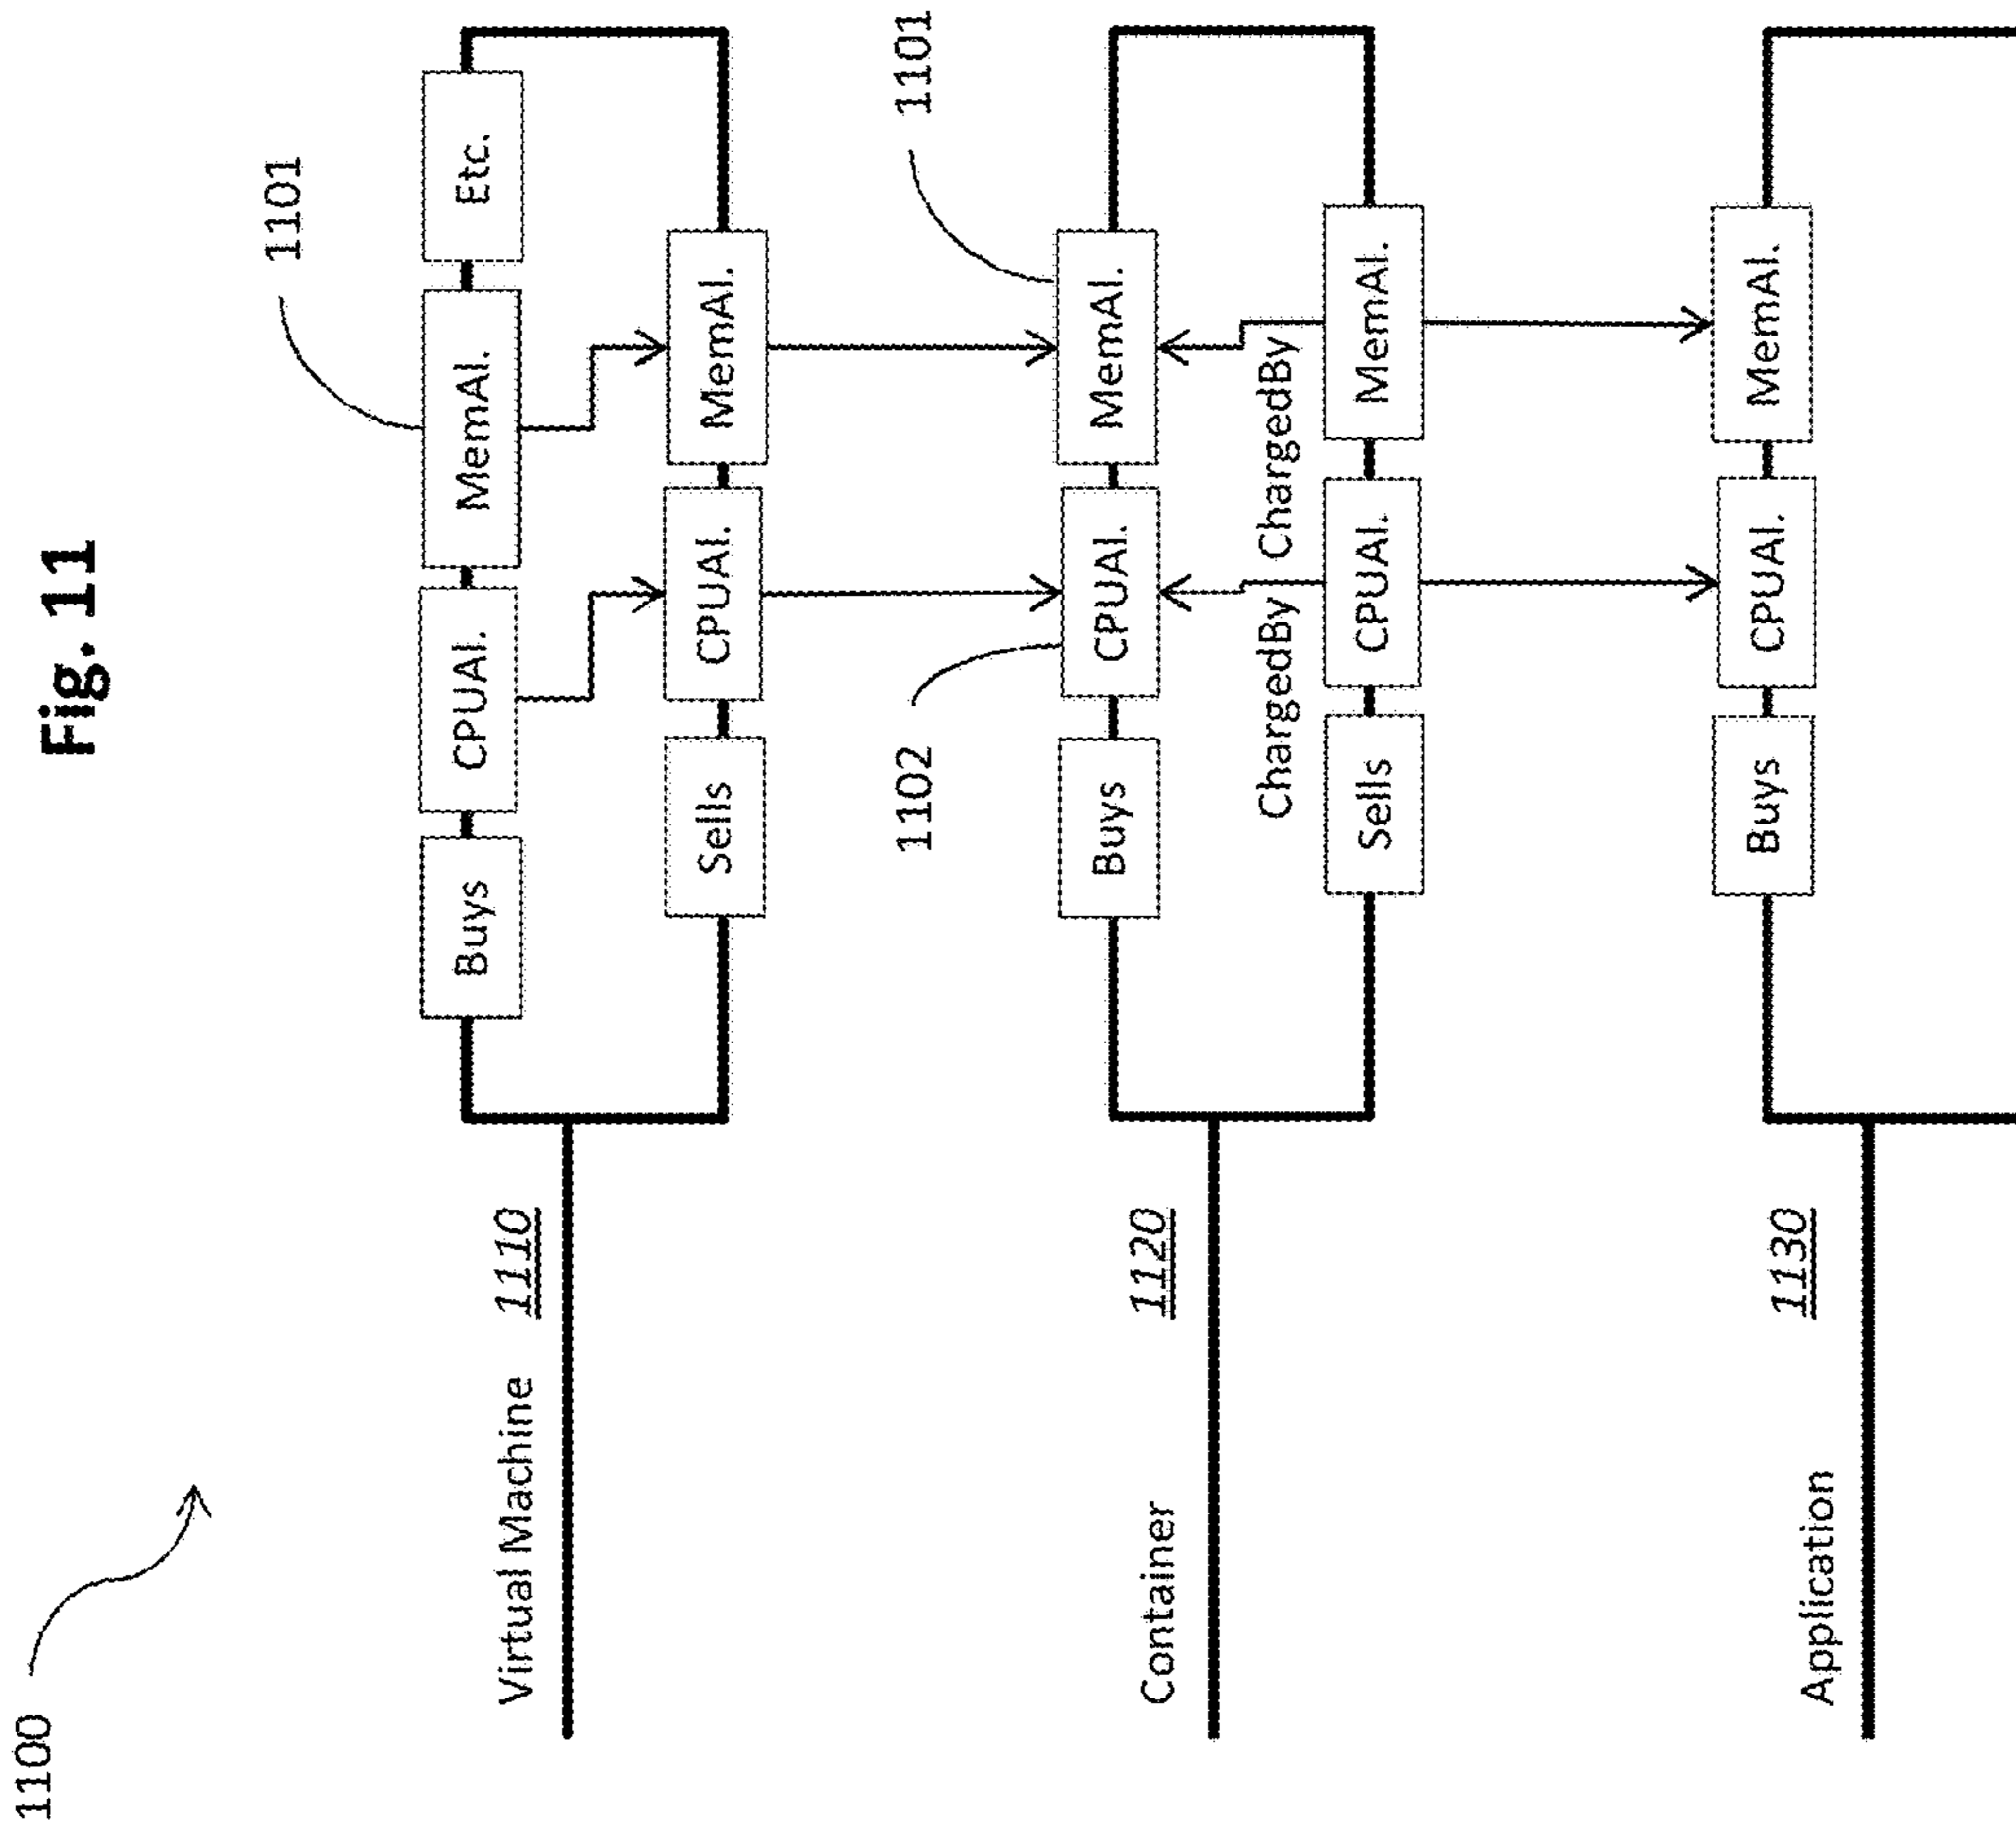 1100
Fig. 11
1101
Buys CPUAl. MemAl. Etc.
Virtual Machine 1110
Sells CPUAl. MemAl.
1102 1101
Buys CPUAl. MemAl.
Container 1120
ChargedBy ChargedBy
Sells CPUAl. MemAl.
Buys CPUAl. MemAl.
Application 1130